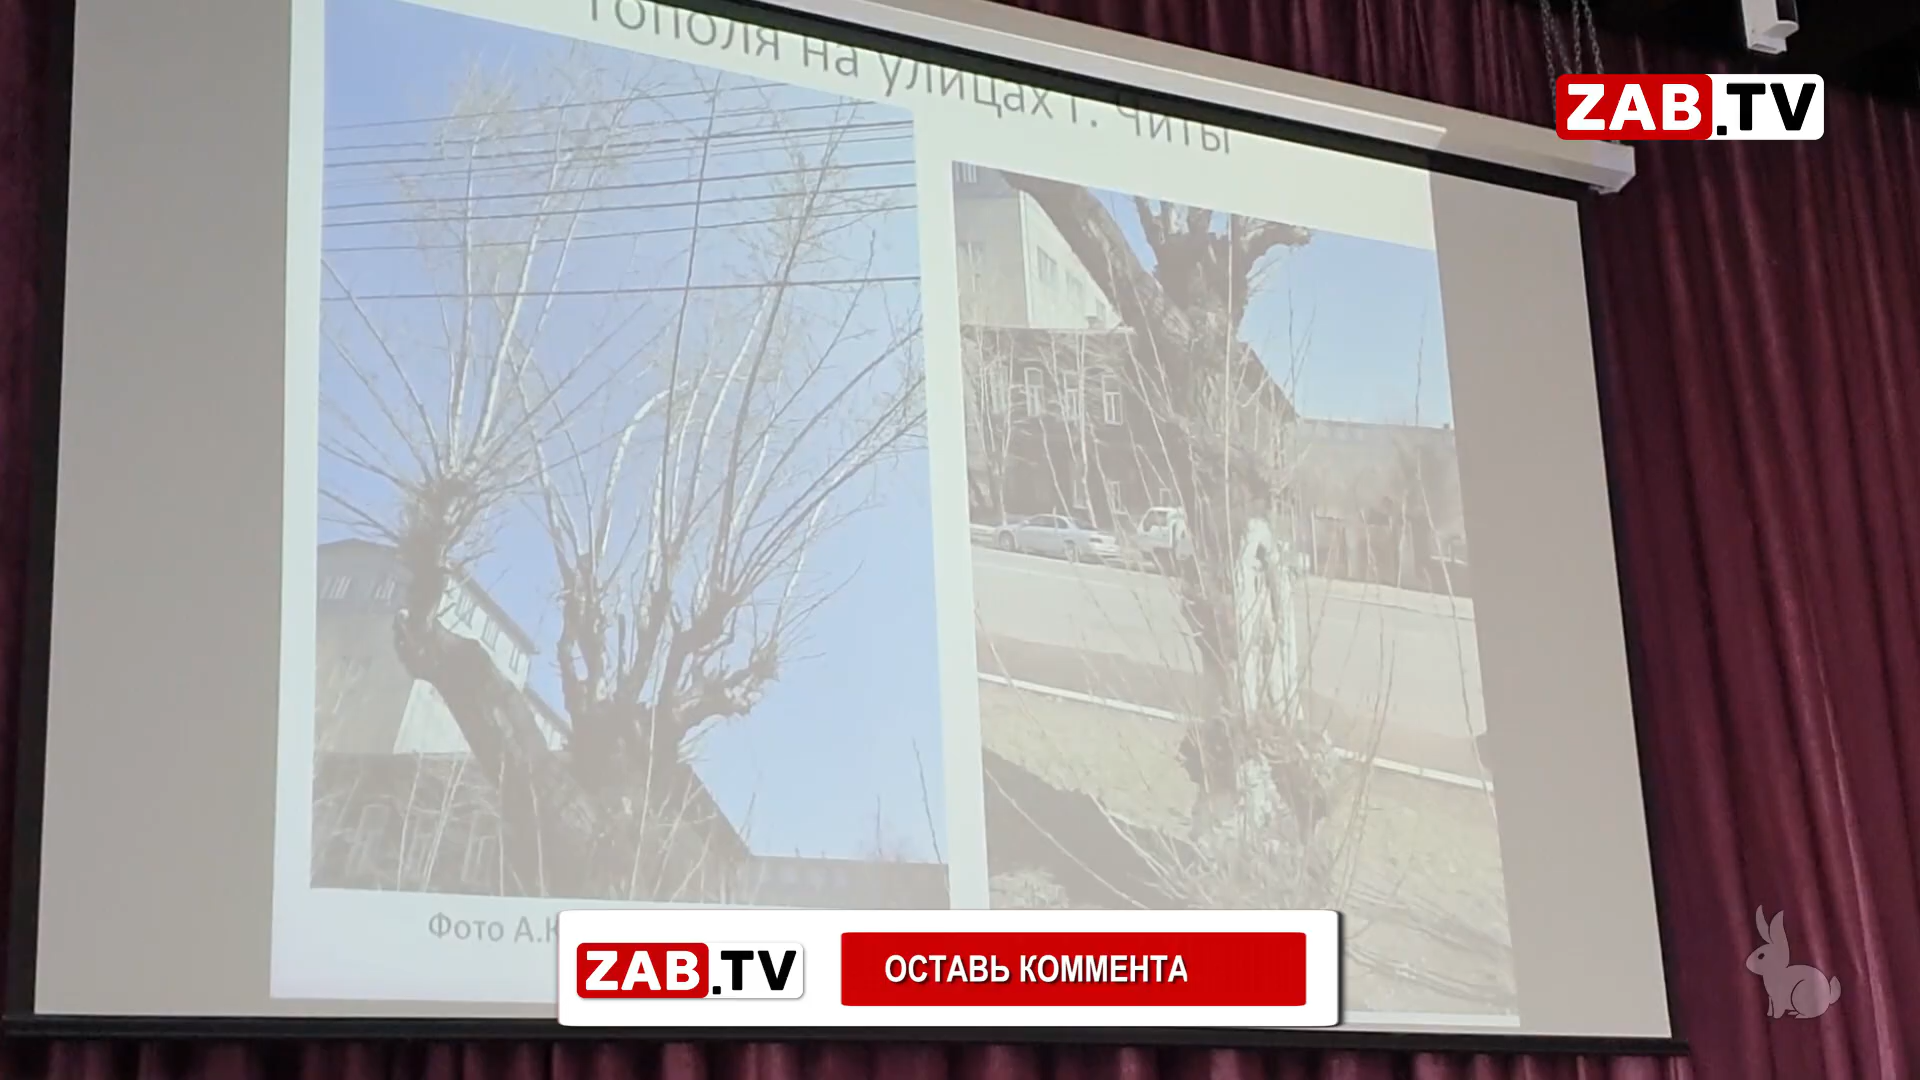 Тополя на улицах г. Читы
ZAB.TV
Фото А.К
ZAB.TV
ОСТАВЬ КОММЕНТА